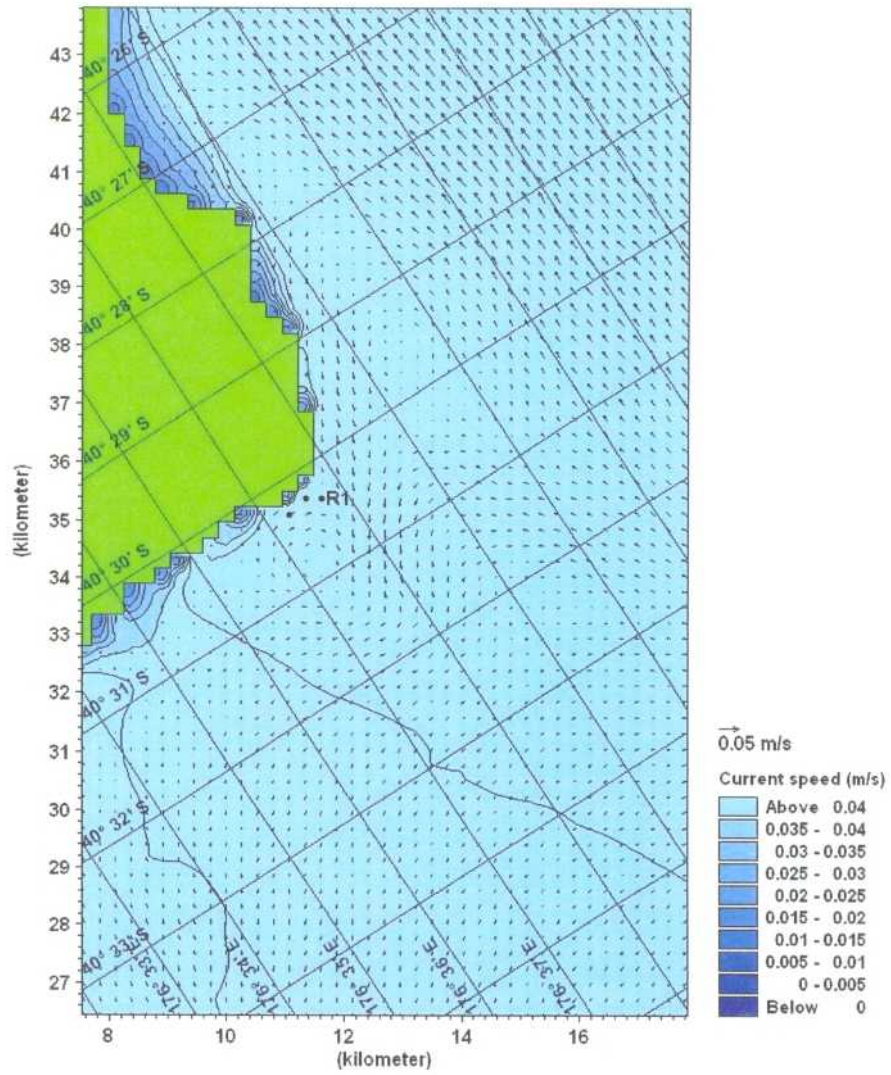 43
42
41
40
39
38
37
36
35
34
33
32
31
30
29
28
27
(kilometer)
40° 26' S
40° 27' S
40° 28' S
40° 29' S
40° 30' S
40° 31' S
40° 32' S
40° 33' S
R1
176° 33' E
176° 34' E
176° 35' E
176° 36' E
176° 37' E
8
10
12
14
16
(kilometer)
0.05 m/s
Current speed (m/s)
Above 0.04
0.035 - 0.04
0.03 - 0.035
0.025 - 0.03
0.02 - 0.025
0.015 - 0.02
0.01 - 0.015
0.005 - 0.01
0 - 0.005
Below 0